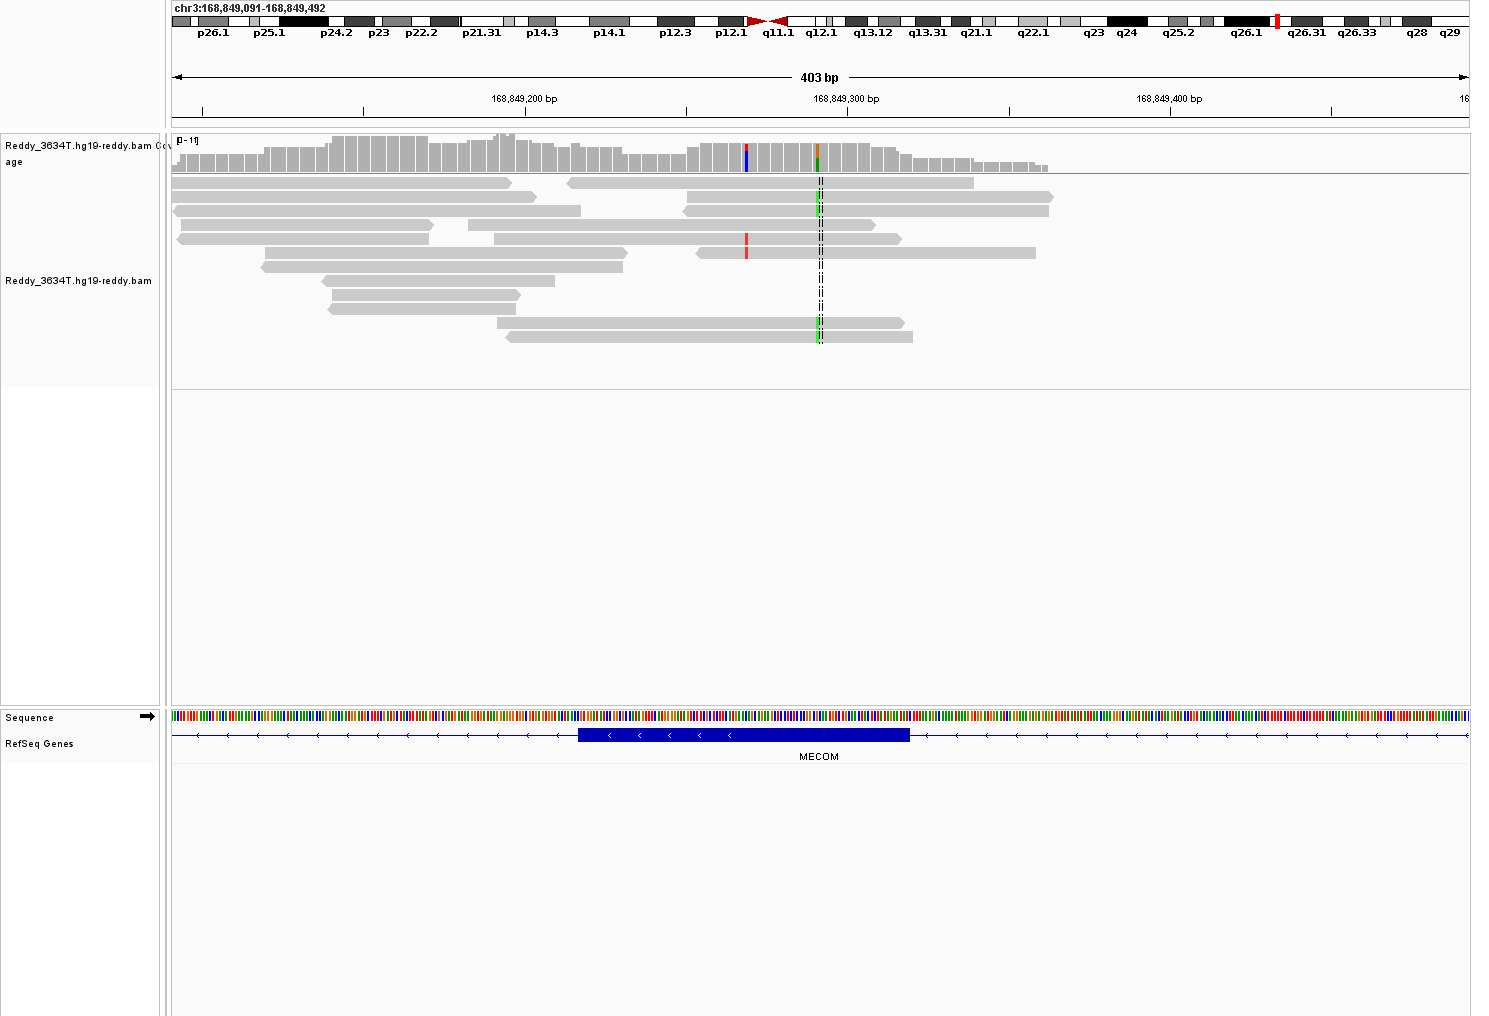 chr3:168,849,091-168,849,492
p26.1 p25.1 p24.2 p23 p22.2 p21.31 p14.3 p14.1 p12.3 p12.1 q11.1 q12.1 q13.12 q13.31 q21.1 q22.1 q23 q24 q25.2 q26.1 q26.31 q26.33 q28 q29
403 bp
168,849,200 bp 168,849,300 bp 168,849,400 bp 16
Reddy_3634T.hg19-reddy.bam Cov
age
[0 - 11]
Reddy_3634T.hg19-reddy.bam
Sequence
RefSeq Genes
MECOM